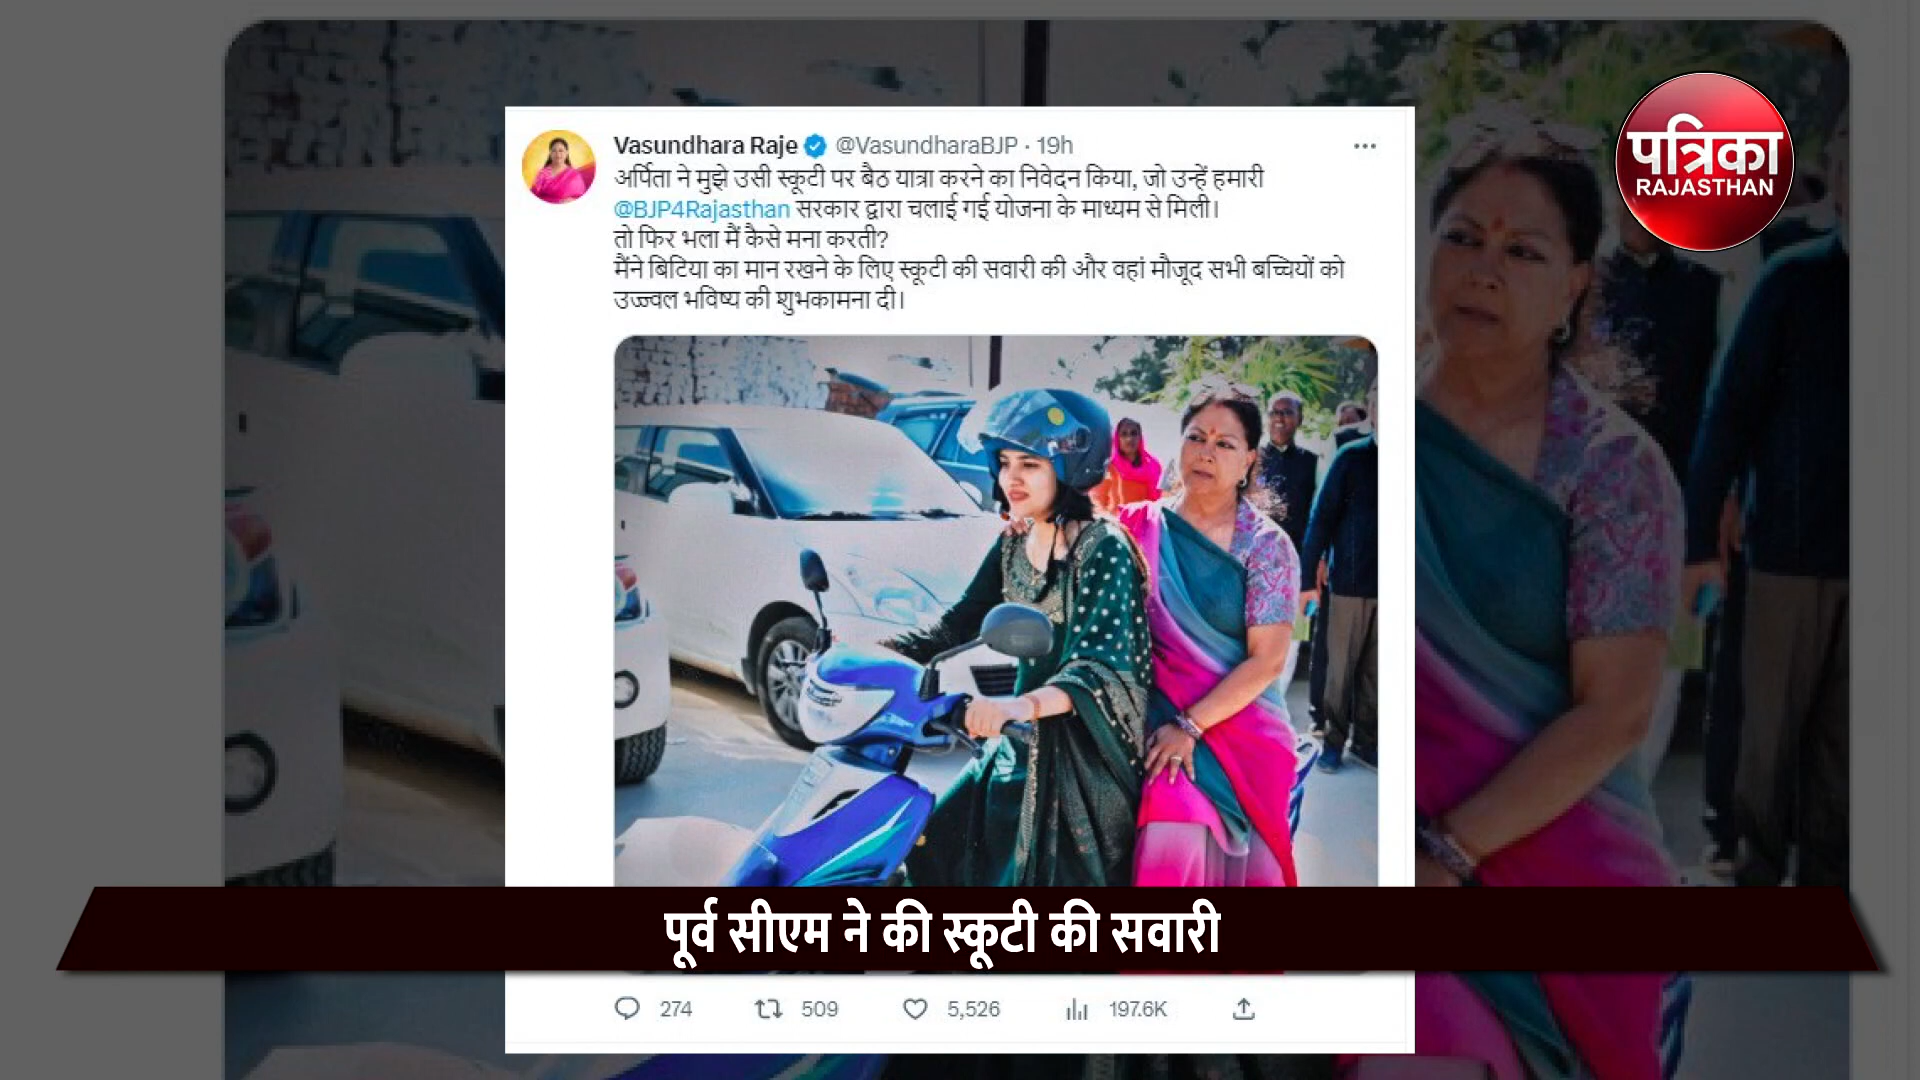 Vasundhara Raje @VasundharaBJP · 19h
अर्पिता ने मुझे उसी स्कूटी पर बैठ यात्रा करने का निवेदन किया, जो उन्हें हमारी
@BJP4Rajasthan सरकार द्वारा चलाई गई योजना के माध्यम से मिली।
तो फिर भला मैं कैसे मना करती?
मैंने बिटिया का मान रखने के लिए स्कूटी की सवारी की और वहां मौजूद सभी बच्चियों को
उज्ज्वल भविष्य की शुभकामना दी।
पत्रिका
RAJASTHAN
पूर्व सीएम ने की स्कूटी की सवारी
274 509 5,526 197.6K